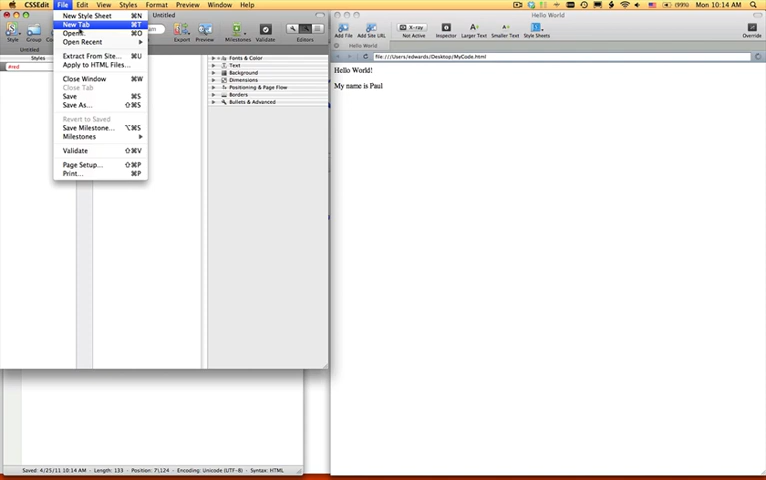 CSSEdit File Edit View Styles Format Preview Window Help (99%) Mon 10:14 AM
New Style Sheet ⌘N
New Tab ⌘T
⌘O
Open Recent
Extract From Site... ⌘U
Apply to HTML Files...
Close Window ⌘W
Close Tab
Save ⌘S
Save As... ⇧⌘S
Revert to Saved
Save Milestone... ⌥⌘S
Milestones
Validate ⇧⌘V
Page Setup... ⇧⌘P
Print... ⌘P
Untitled
Style Group Export Preview Milestones Validate Editors
Untitled
Styles
#red
Fonts & Color
Text
Background
Dimensions
Positioning & Page Flow
Borders
Bullets & Advanced
Saved: 4/25/11 10:14 AM Length: 133 Position: 7\124 Encoding: Unicode (UTF-8) Syntax: HTML
Hello World
X-ray
Add File Add Site URL Not Active Inspector Larger Text Smaller Text Style Sheets Override
Hello World
file:///Users/edwards/Desktop/MyCode.html
Hello World!
My name is Paul